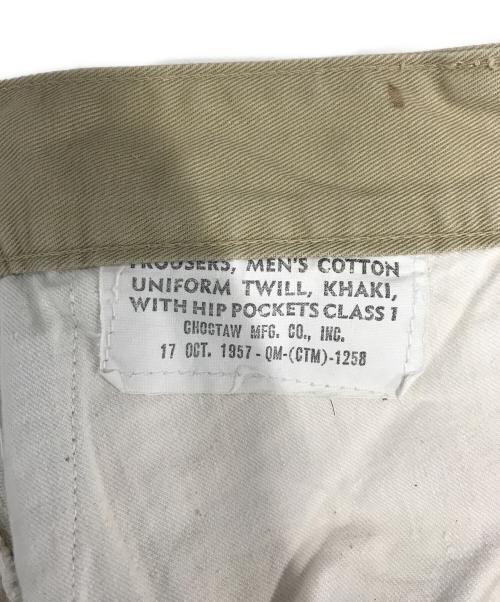 TROUSERS, MEN'S COTTON
UNIFORM TWILL, KHAKI,
WITH HIP POCKETS CLASS 1
CHOCTAW MFG. CO., INC.
17 OCT. 1957-QM-(CTM)-1258